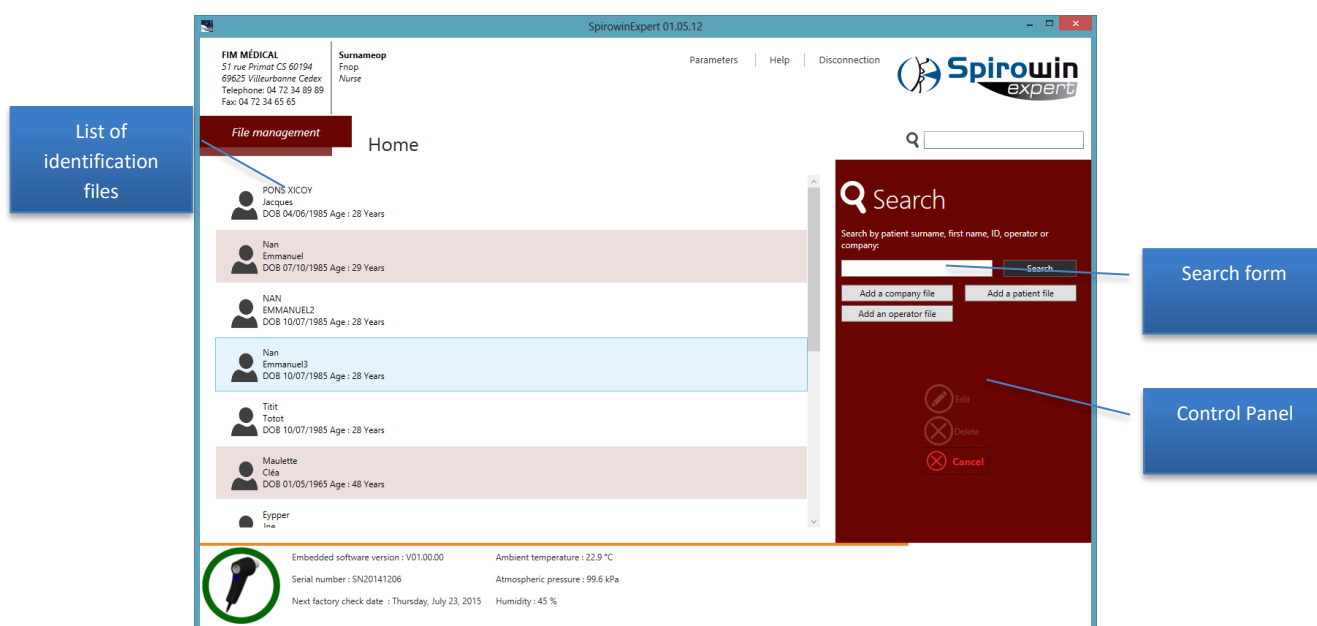 SpirowinExpert 01.05.12
FIM MÉDICAL
51 rue Primat CS 60194
69625 Villeurbanne Cedex
Telephone: 04 72 34 89 89
Fax: 04 72 34 65 65
Surnameop
Fnop
Nurse
Parameters
Help
Disconnection
Spirowin
expert
List of
identification
files
File management
Home
PONS XICOY
Jacques
DOB 04/06/1985 Age : 28 Years
Nan
Emmanuel
DOB 07/10/1985 Age : 29 Years
NAN
EMMANUEL2
DOB 10/07/1985 Age : 28 Years
Nan
Emmanuel3
DOB 10/07/1985 Age : 28 Years
Titit
Totot
DOB 10/07/1985 Age : 28 Years
Maulette
Cléa
DOB 01/05/1965 Age : 48 Years
Eypper
Search
Search by patient surname, first name, ID, operator or
company:
Search
Add a company file
Add a patient file
Add an operator file
Edit
Delete
Cancel
Search form
Control Panel
Embedded software version : V01.00.00
Serial number : SN20141206
Next factory check date : Thursday, July 23, 2015
Ambient temperature : 22.9 °C
Atmospheric pressure : 99.6 kPa
Humidity : 45 %